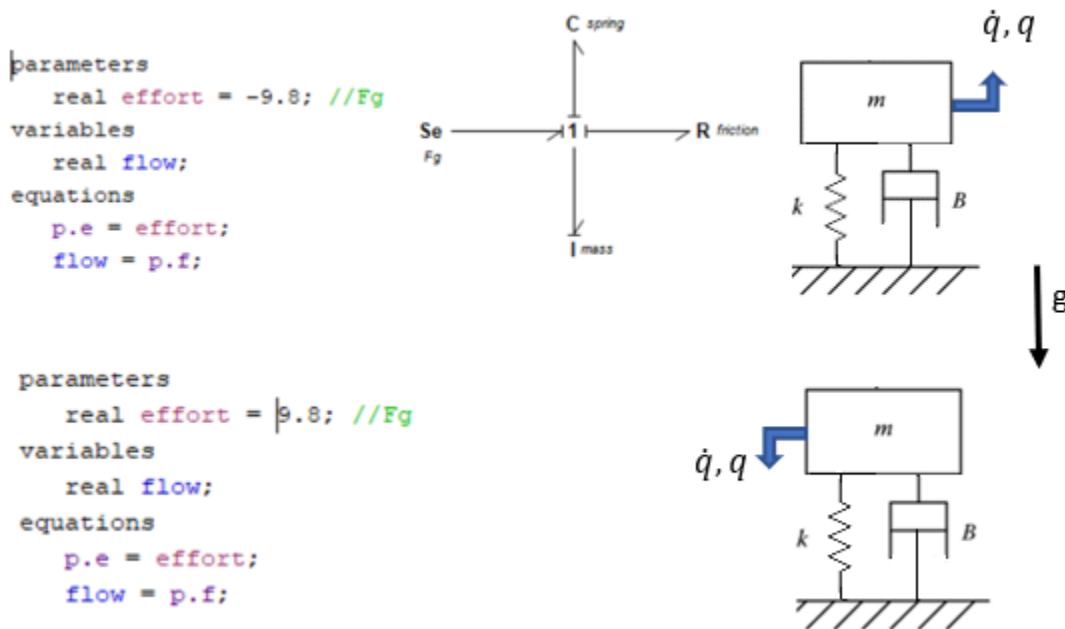 parameters
real effort = -9.8; //Fg
variables
real flow;
equations
p.e = effort;
flow = p.f;
C spring
Se 1 R friction
Fg
I mass
q̇, q
m
k B
g
parameters
real effort = 9.8; //Fg
variables
real flow;
equations
p.e = effort;
flow = p.f;
m
q̇, q
k B